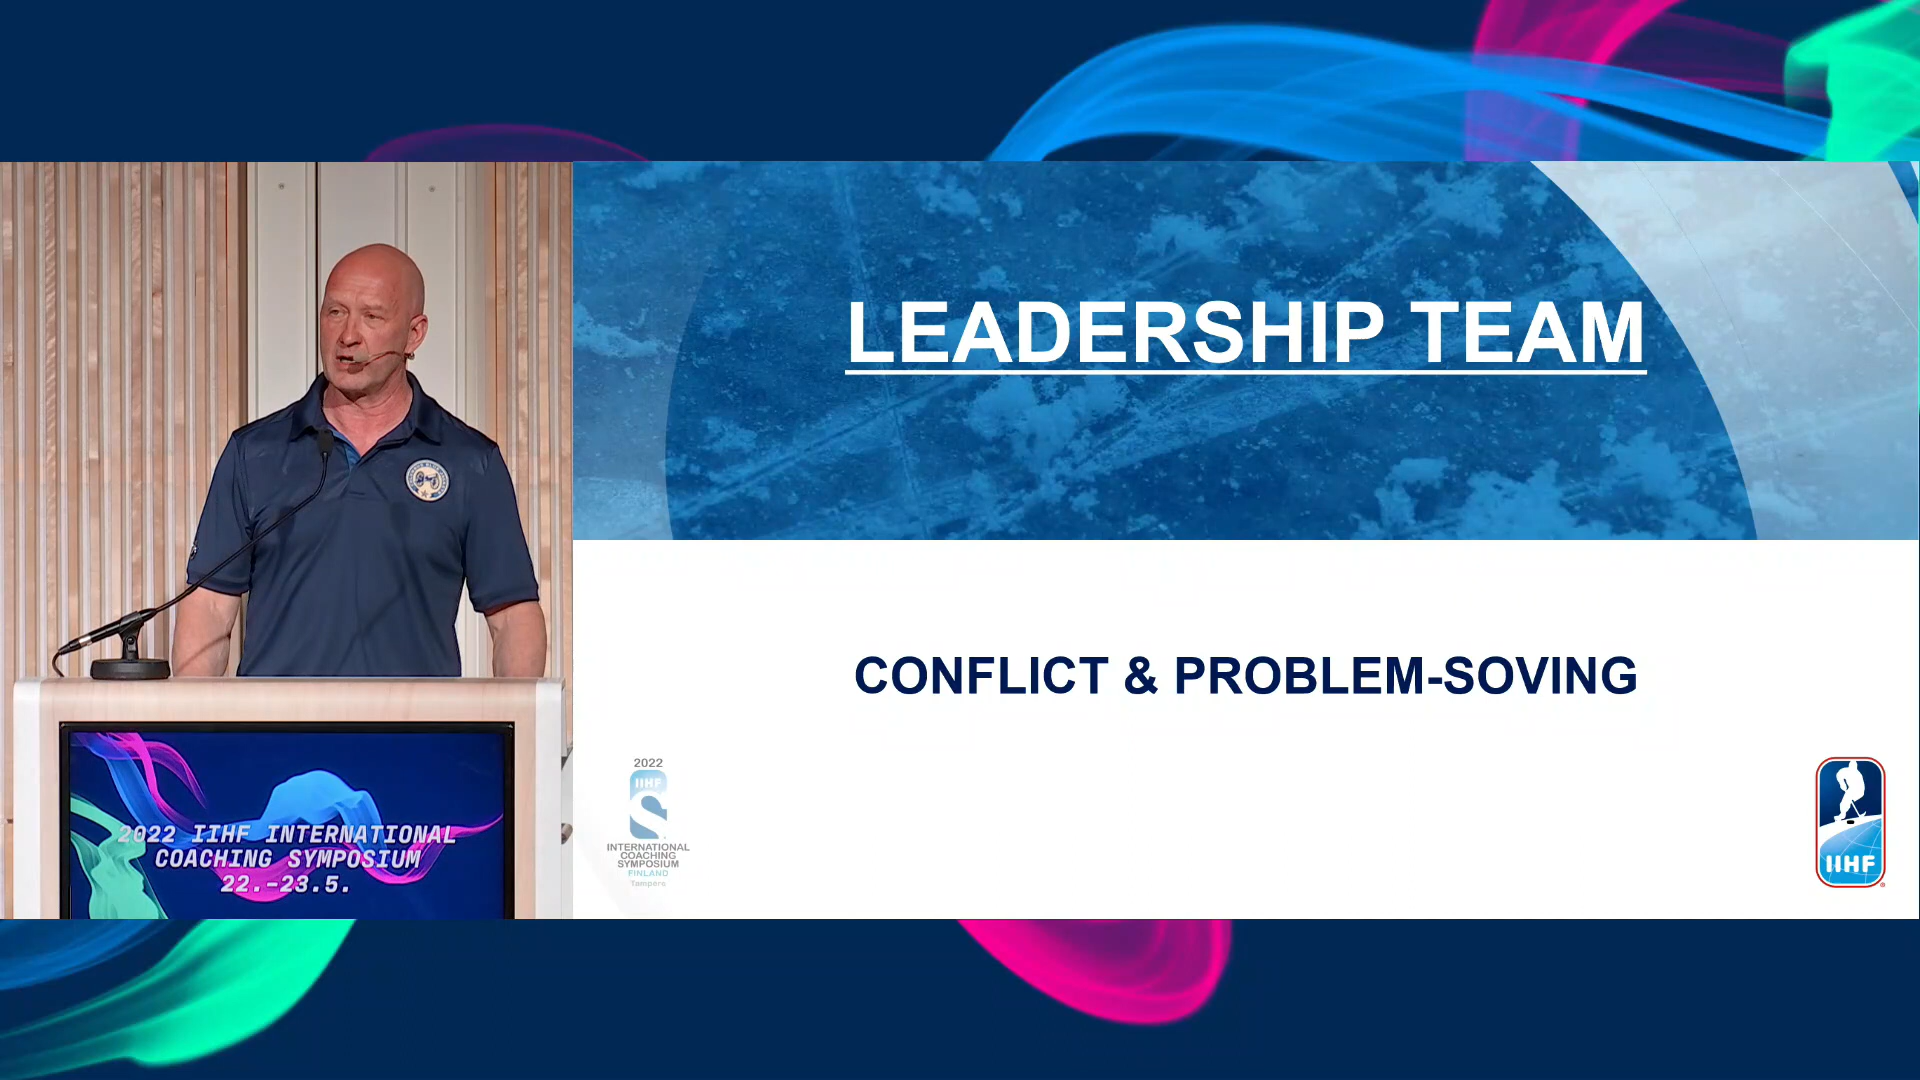 LEADERSHIP TEAM
CONFLICT & PROBLEM-SOVING
2022
IIHF
INTERNATIONAL
COACHING
SYMPOSIUM
FINLAND
Tampere
IIHF
2022 IIHF INTERNATIONAL
COACHING SYMPOSIUM
22.-23.5.